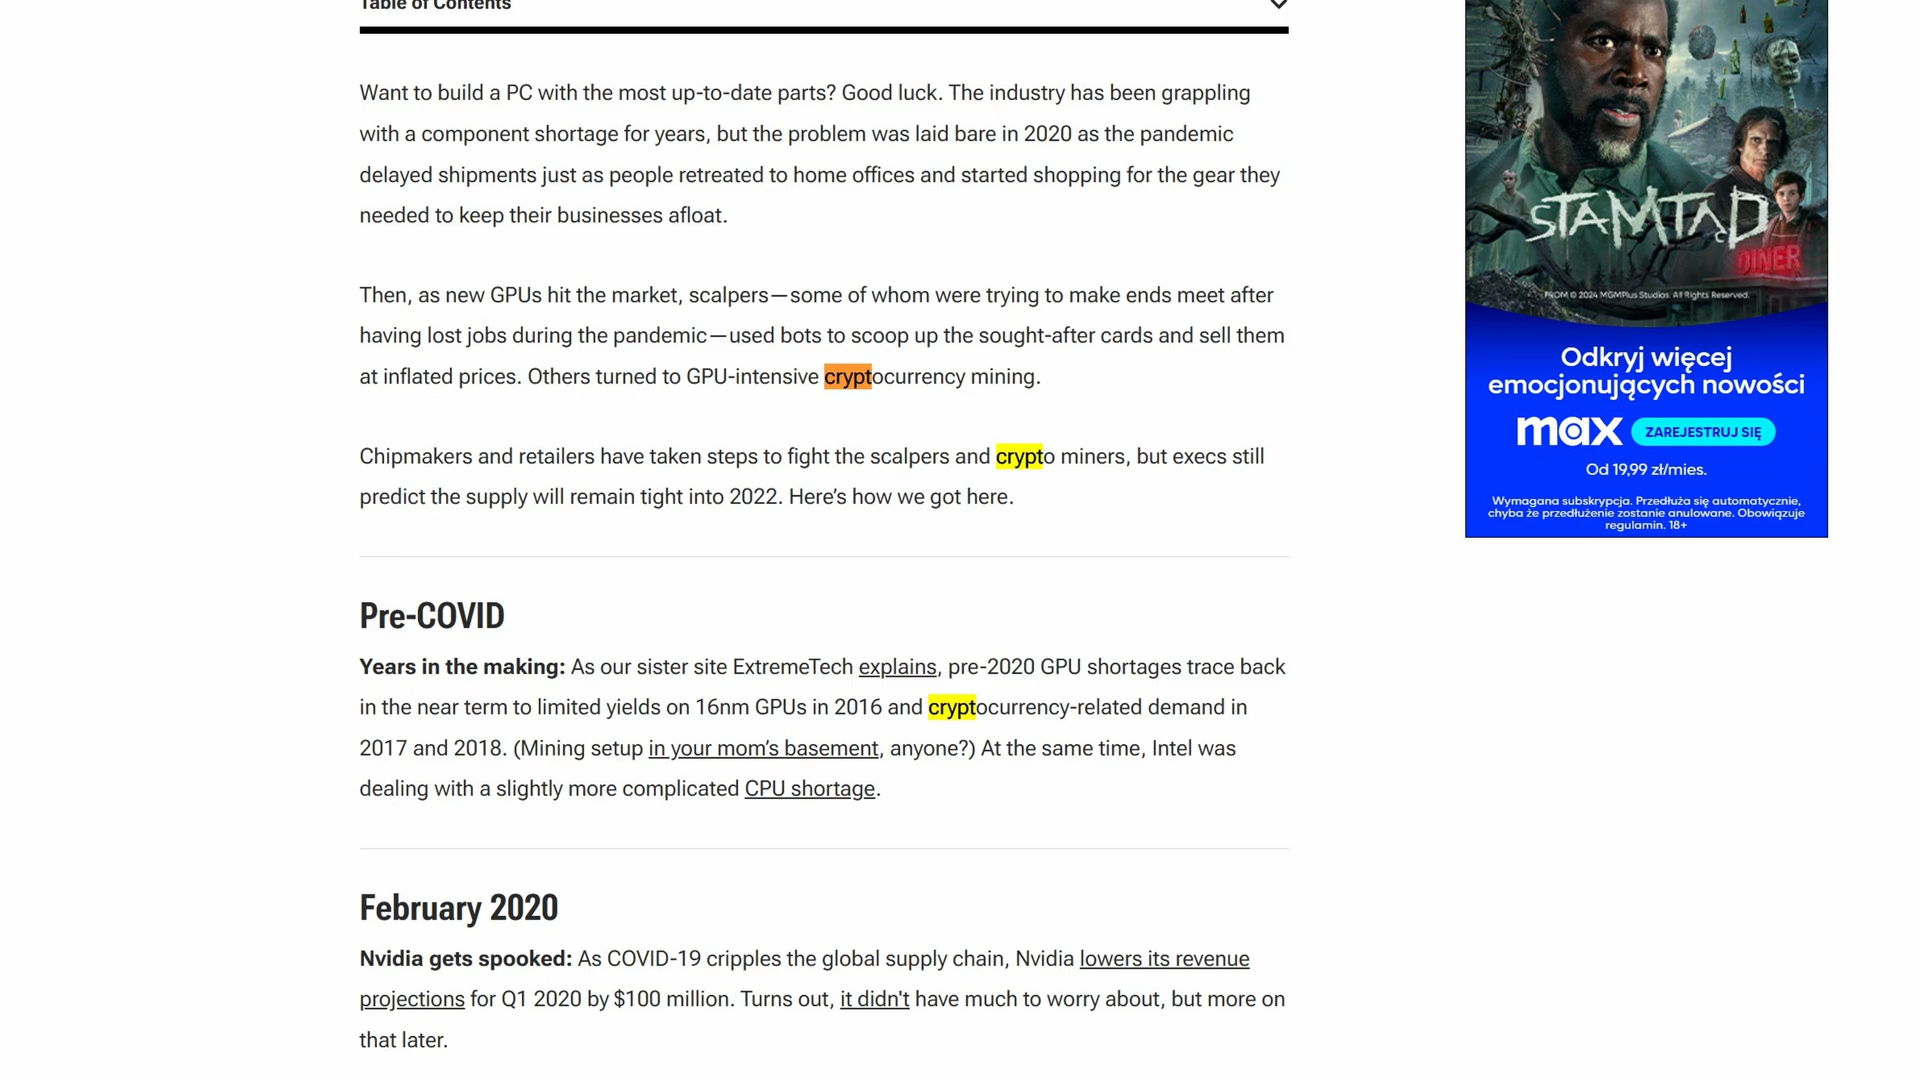 Table of Contents
Want to build a PC with the most up-to-date parts? Good luck. The industry has been grappling
with a component shortage for years, but the problem was laid bare in 2020 as the pandemic
delayed shipments just as people retreated to home offices and started shopping for the gear they
needed to keep their businesses afloat.
Then, as new GPUs hit the market, scalpers—some of whom were trying to make ends meet after
having lost jobs during the pandemic—used bots to scoop up the sought-after cards and sell them
at inflated prices. Others turned to GPU-intensive cryptocurrency mining.
Chipmakers and retailers have taken steps to fight the scalpers and crypto miners, but execs still
predict the supply will remain tight into 2022. Here’s how we got here.
Pre-COVID
Years in the making: As our sister site ExtremeTech explains, pre-2020 GPU shortages trace back
in the near term to limited yields on 16nm GPUs in 2016 and cryptocurrency-related demand in
2017 and 2018. (Mining setup in your mom’s basement, anyone?) At the same time, Intel was
dealing with a slightly more complicated CPU shortage.
February 2020
Nvidia gets spooked: As COVID-19 cripples the global supply chain, Nvidia lowers its revenue
projections for Q1 2020 by $100 million. Turns out, it didn't have much to worry about, but more on
that later.
STAMTĄD
DINER
FROM © 2024 MGMPlus Studios. All Rights Reserved.
Odkryj więcej
emocjonujących nowości
max ZAREJESTRUJ SIĘ
Od 19,99 zł/mies.
Wymagana subskrypcja. Przedłuża się automatycznie,
chyba że przedłużenie zostanie anulowane. Obowiązuje
regulamin. 18+